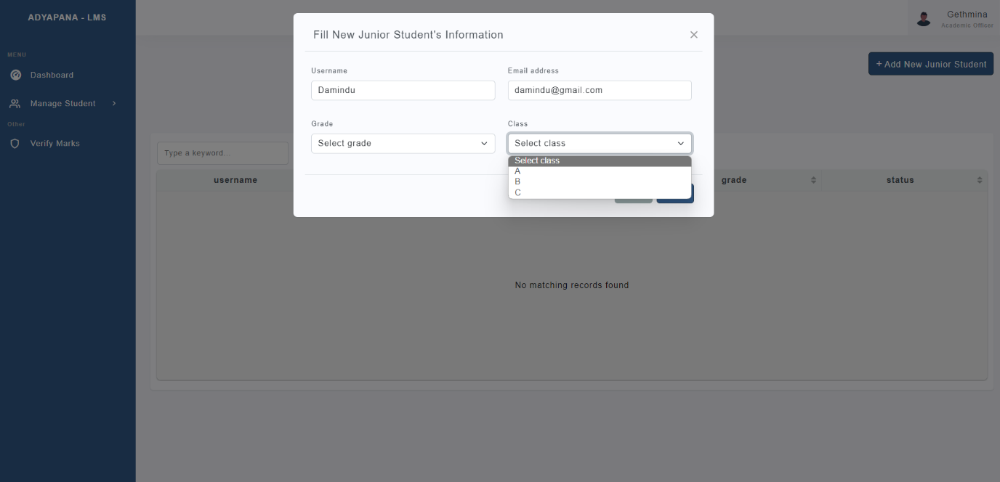 ADYAPANA - LMS
MENU
Dashboard
Manage Student
Other
Verify Marks
Gethmina
Academic Officer
+ Add New Junior Student
Fill New Junior Student's Information
Username
Email address
Damindu
damindu@gmail.com
Grade
Class
Select grade
Select class
Select class
A
B
C
Type a keyword...
username
grade
status
No matching records found